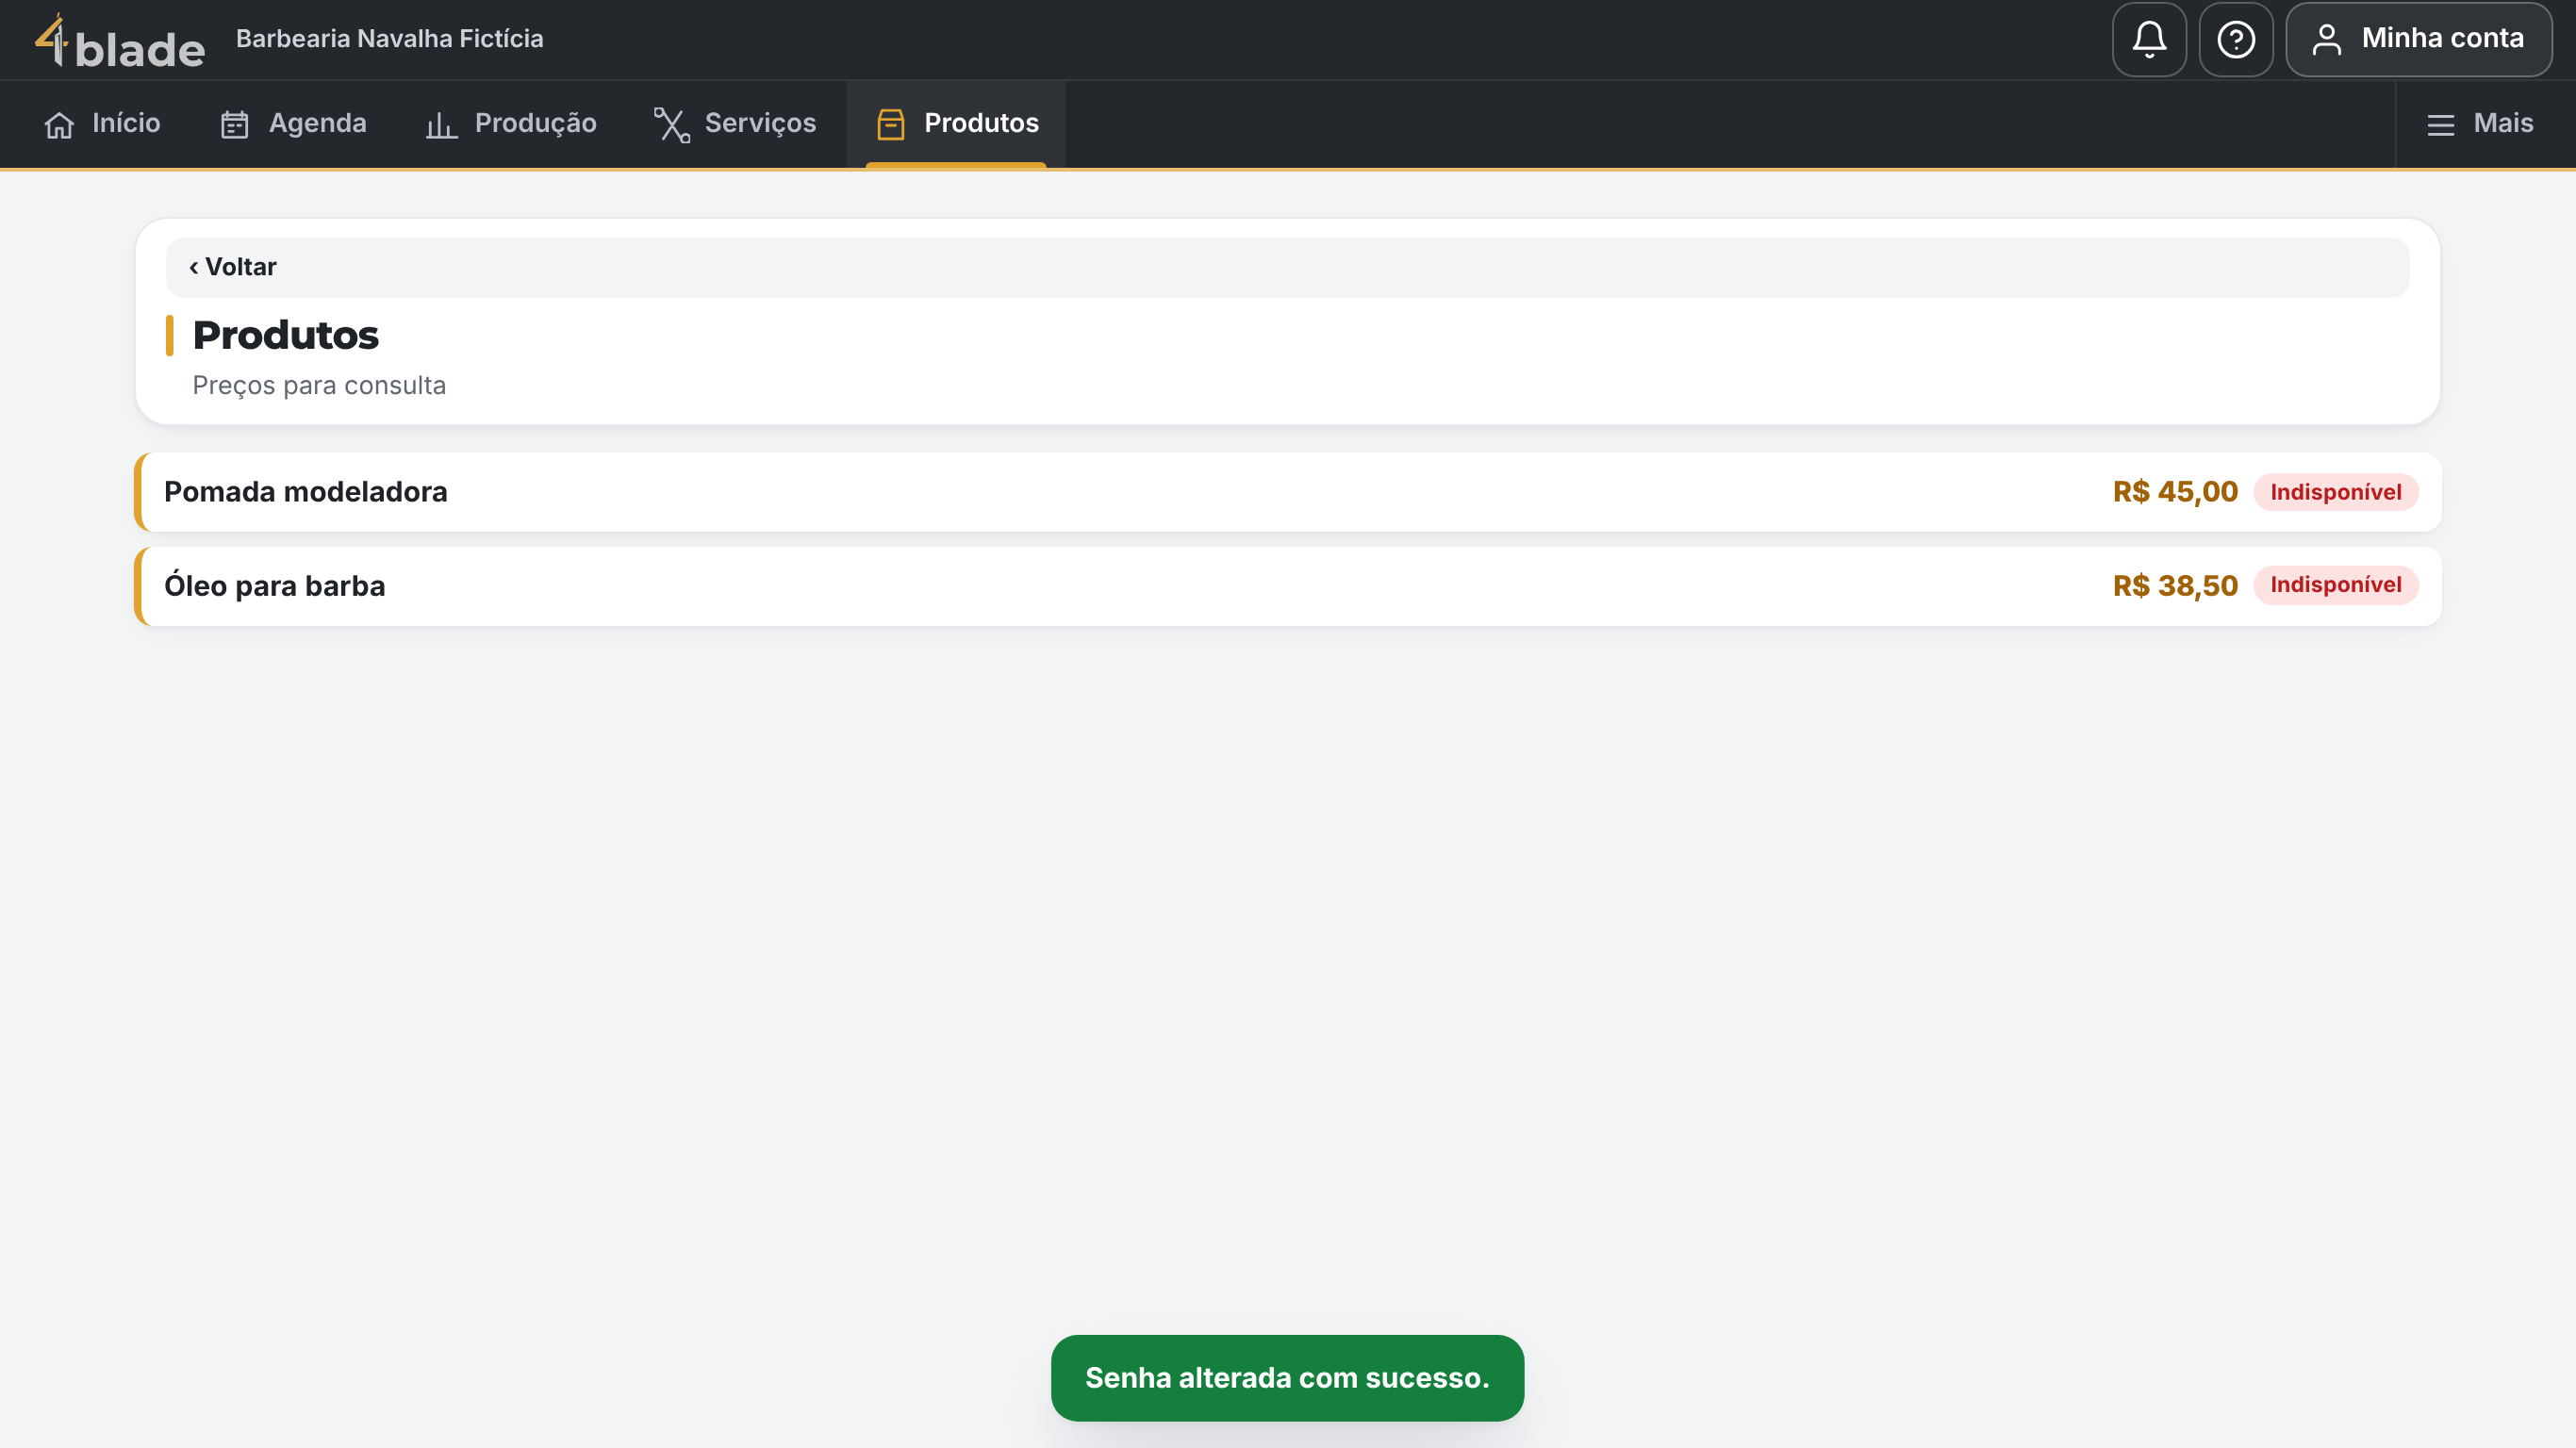 4blade
Barbearia Navalha Fictícia
Minha conta
Início
Agenda
Produção
Serviços
Produtos
Mais
‹ Voltar
Produtos
Preços para consulta
Pomada modeladora
R$ 45,00
Indisponível
Óleo para barba
R$ 38,50
Indisponível
Senha alterada com sucesso.